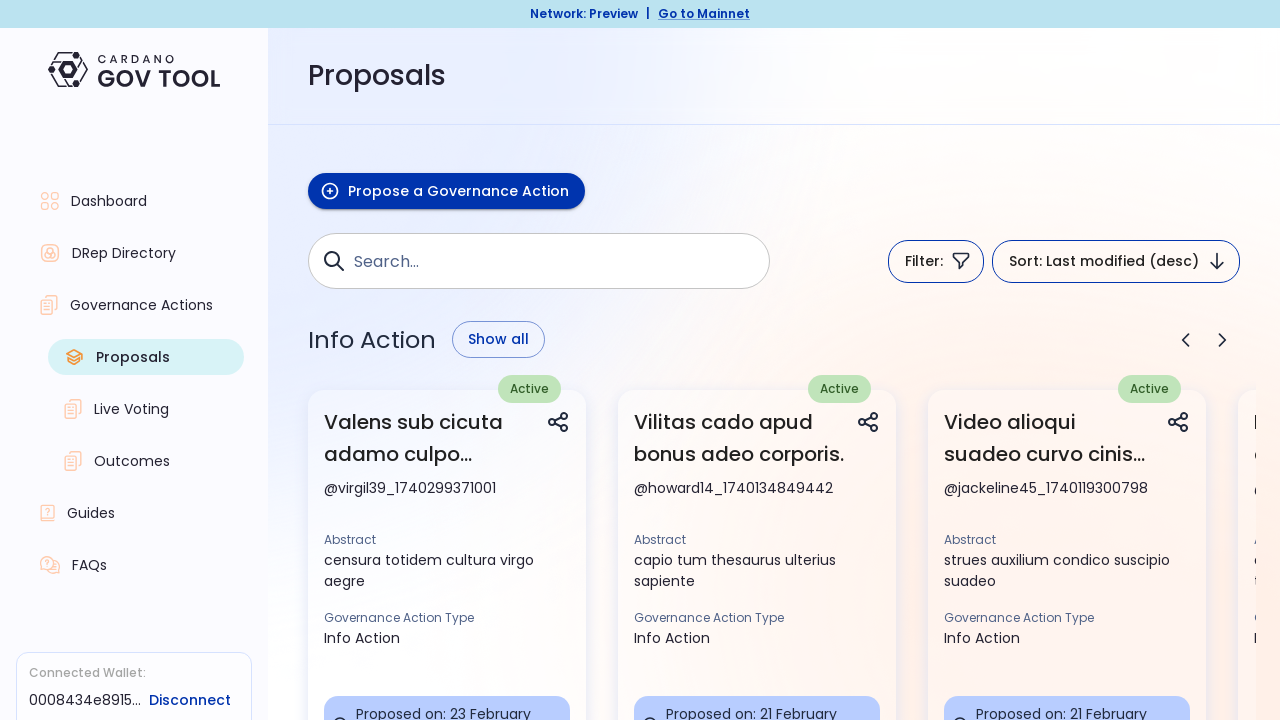 Network: Preview | Go to Mainnet
CARDANO
GOV TOOL
Proposals
Dashboard
DRep Directory
Governance Actions
Proposals
Live Voting
Outcomes
Guides
FAQs
Connected Wallet:
0008434e8915... Disconnect
Propose a Governance Action
Search...
Filter:
Sort: Last modified (desc)
Info Action
Show all
Active
Valens sub cicuta
adamo culpo...
@virgil39_1740299371001
Abstract
censura totidem cultura virgo
aegre
Governance Action Type
Info Action
Proposed on: 23 February
Active
Vilitas cado apud
bonus adeo corporis.
@howard14_1740134849442
Abstract
capio tum thesaurus ulterius
sapiente
Governance Action Type
Info Action
Proposed on: 21 February
Active
Video alioqui
suadeo curvo cinis...
@jackeline45_1740119300798
Abstract
strues auxilium condico suscipio
suadeo
Governance Action Type
Info Action
Proposed on: 21 February